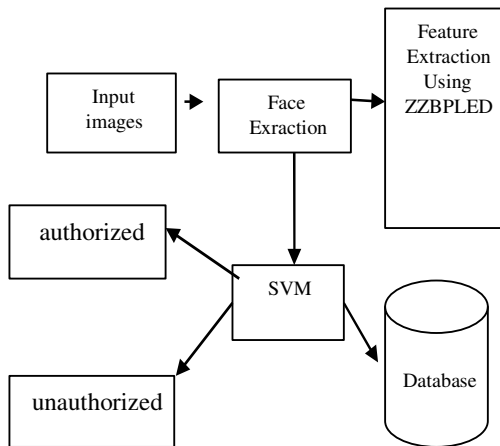 Input
images
Face
Exraction
Feature
Extraction
Using
ZZBPLED
authorized
SVM
unauthorized
Database